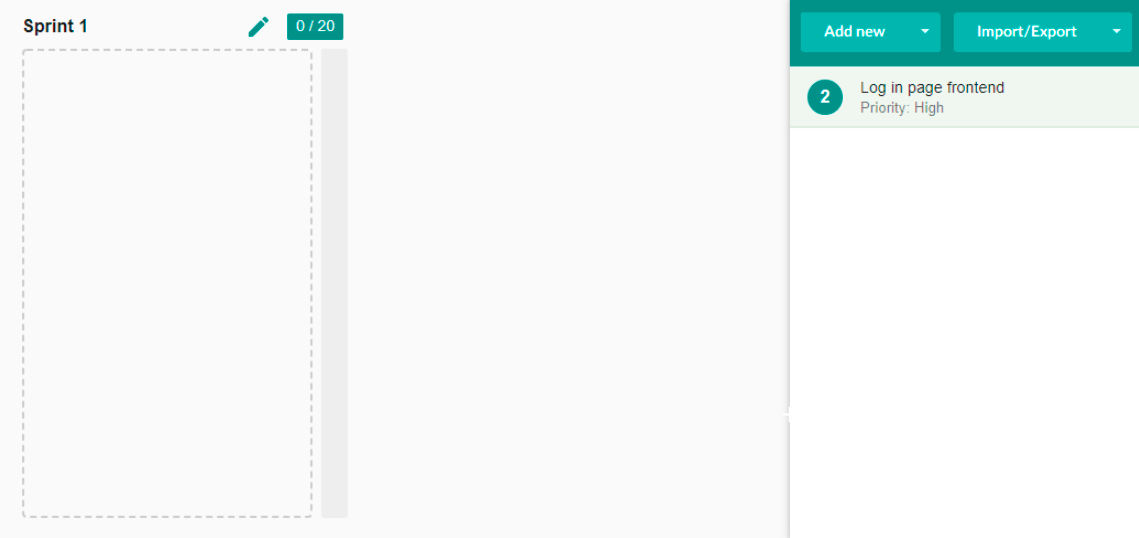 Sprint 1
0 / 20
Add new
Import/Export
2
Log in page frontend
Priority: High